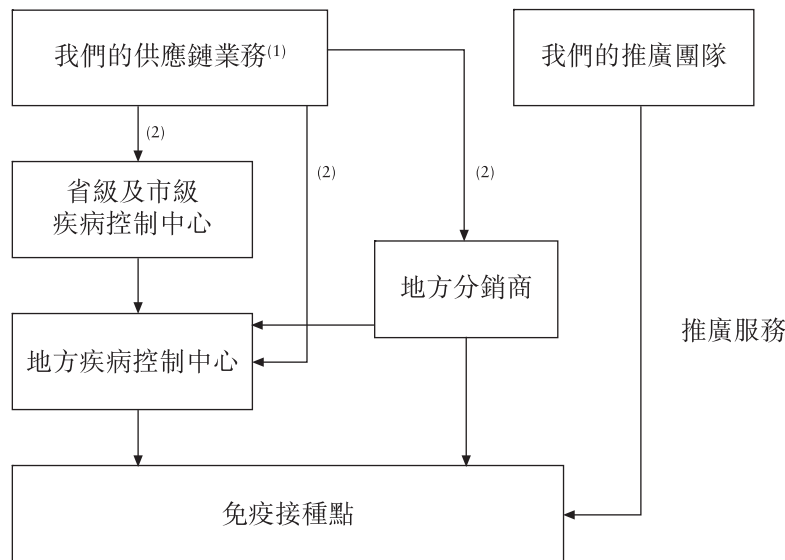 我們的供應鏈業務(1)
我們的推廣團隊
(2)
(2)
(2)
省級及市級
疾病控制中心
地方分銷商
推廣服務
地方疾病控制中心
免疫接種點